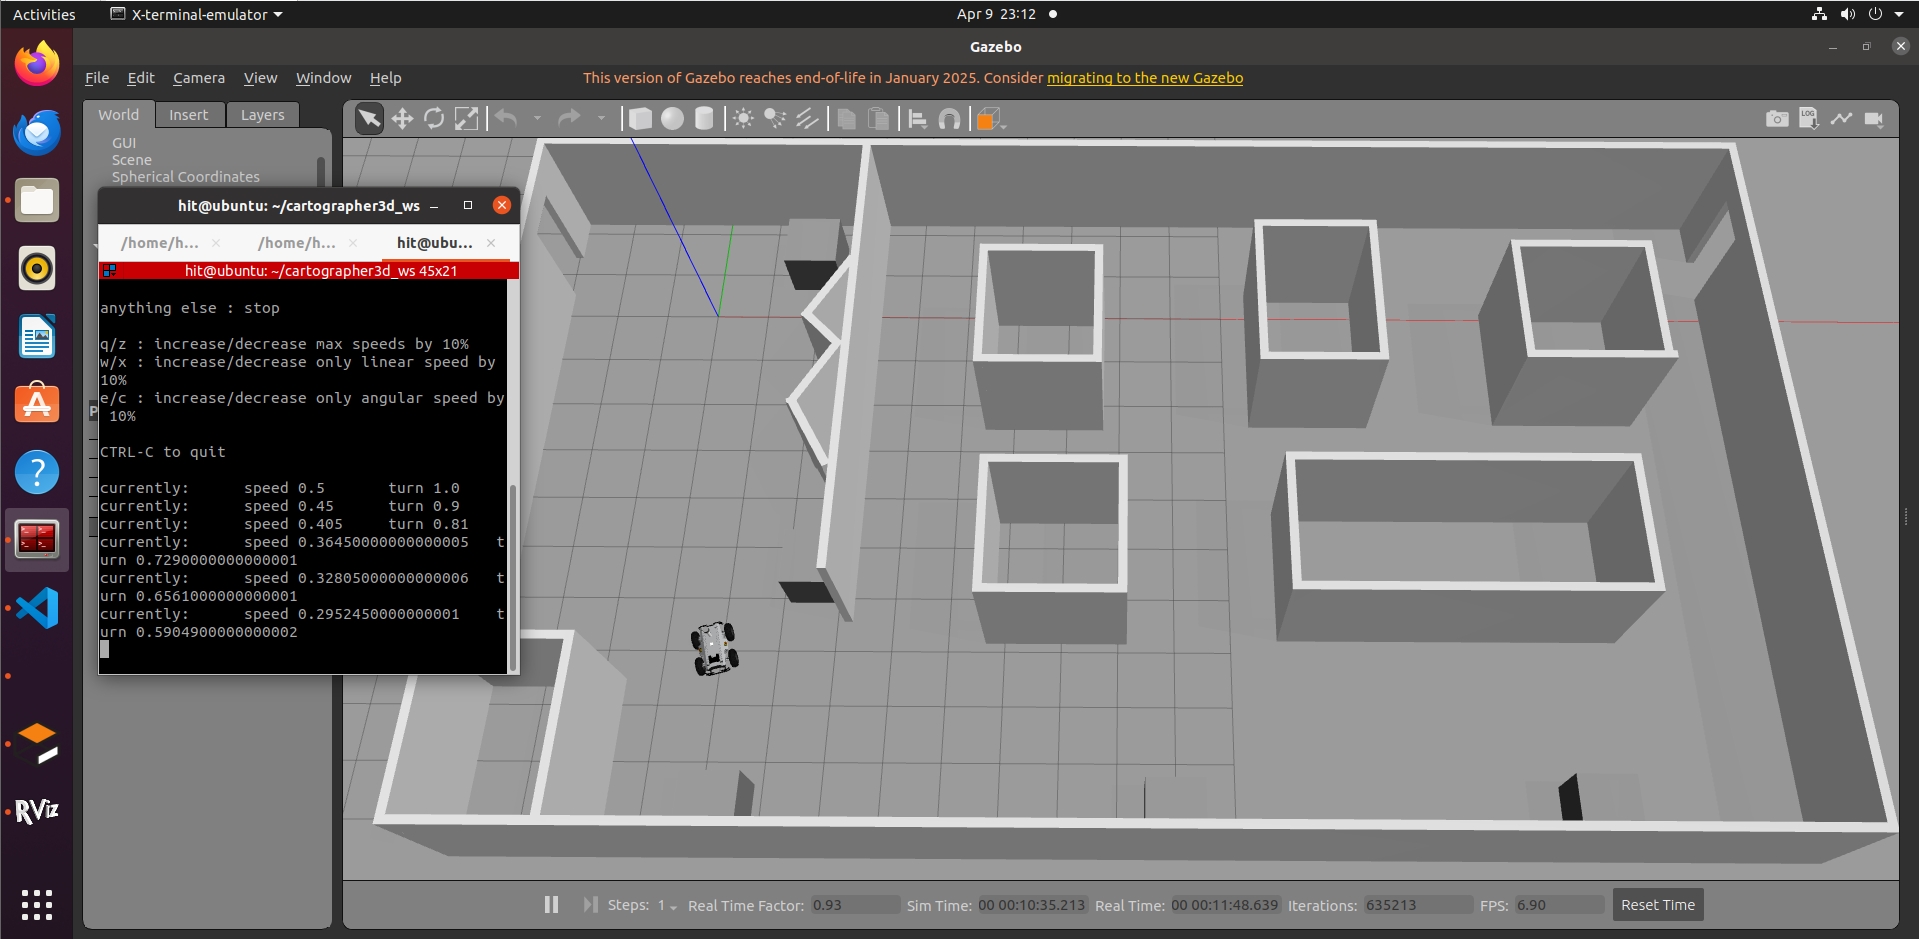 Activities
X-terminal-emulator
Apr 9 23:12
Gazebo
File Edit Camera View Window Help
This version of Gazebo reaches end-of-life in January 2025. Consider migrating to the new Gazebo
World Insert Layers
LOG
GUI
Scene
Spherical Coordinates
hit@ubuntu: ~/cartographer3d_ws
/home/h... /home/h... hit@ubu...
hit@ubuntu: ~/cartographer3d_ws 45x21
anything else : stop
q/z : increase/decrease max speeds by 10%
w/x : increase/decrease only linear speed by
10%
e/c : increase/decrease only angular speed by
10%
CTRL-C to quit
currently: speed 0.5 turn 1.0
currently: speed 0.45 turn 0.9
currently: speed 0.405 turn 0.81
currently: speed 0.36450000000000005 t
urn 0.7290000000000001
currently: speed 0.32805000000000006 t
urn 0.6561000000000001
currently: speed 0.2952450000000001 t
urn 0.5904900000000002
RViz
Steps: 1 Real Time Factor: 0.93 Sim Time: 00 00:10:35.213 Real Time: 00 00:11:48.639 Iterations: 635213 FPS: 6.90 Reset Time